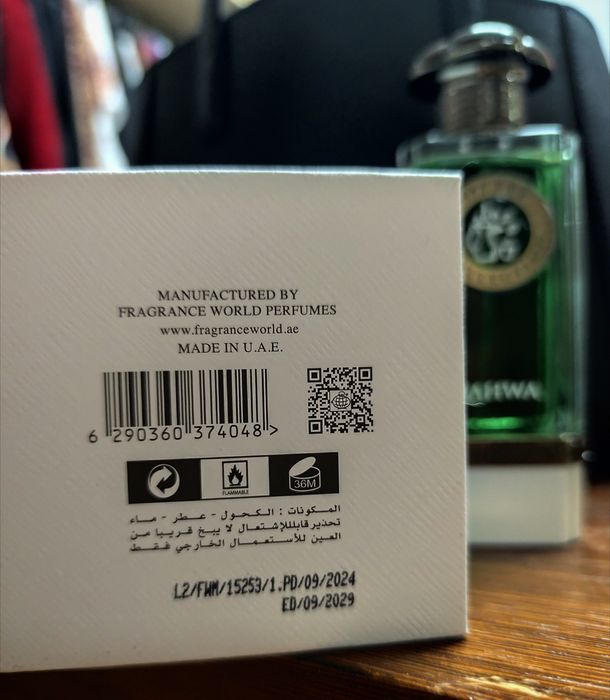 MANUFACTURED BY
FRAGRANCE WORLD PERFUMES
www.fragranceworld.ae
MADE IN U.A.E.
6 290360 374048 >
FLAMMABLE
36M
المكونات : الكحول - عطر - ماء
تحذير قابللإشتعال لا يبخ قريبا من
العين للأستعمال الخارجي فقط
L2/FWM/15253/1.PD/09/2024
ED/09/2029